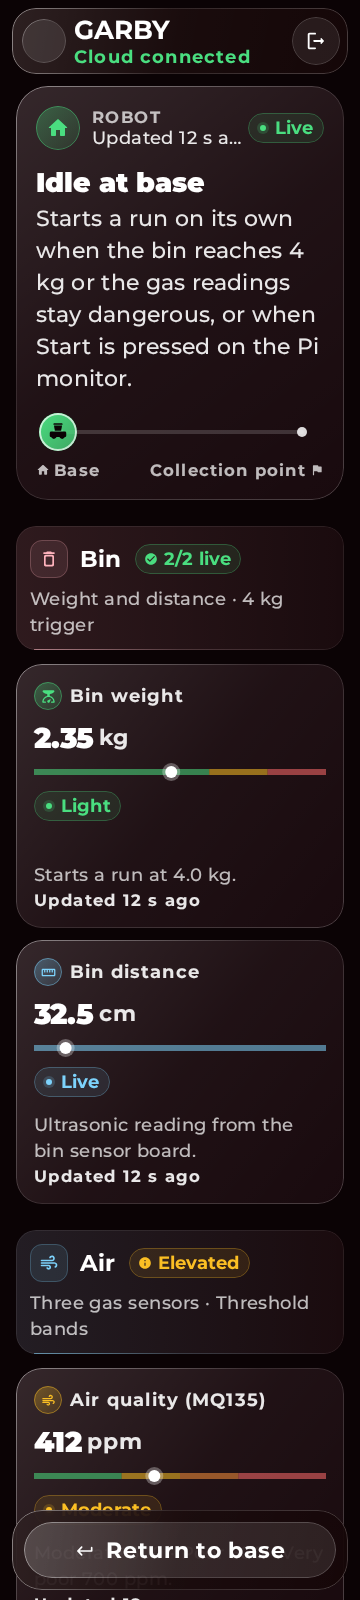 GARBY
Cloud connected
ROBOT
Updated 12 s a...
Live
Idle at base
Starts a run on its own
when the bin reaches 4
kg or the gas readings
stay dangerous, or when
Start is pressed on the Pi
monitor.
Base
Collection point
Bin
2/2 live
Weight and distance · 4 kg
trigger
Bin weight
2.35 kg
Light
Starts a run at 4.0 kg.
Updated 12 s ago
Bin distance
32.5 cm
Live
Ultrasonic reading from the
bin sensor board.
Updated 12 s ago
Air
Elevated
Three gas sensors · Threshold
bands
Air quality (MQ135)
412 ppm
Moderate
Return to base
poor 700 ppm.